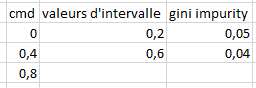 cmd valeurs d'intervalle gini impurity
0 0,2 0,05
0,4 0,6 0,04
0,8